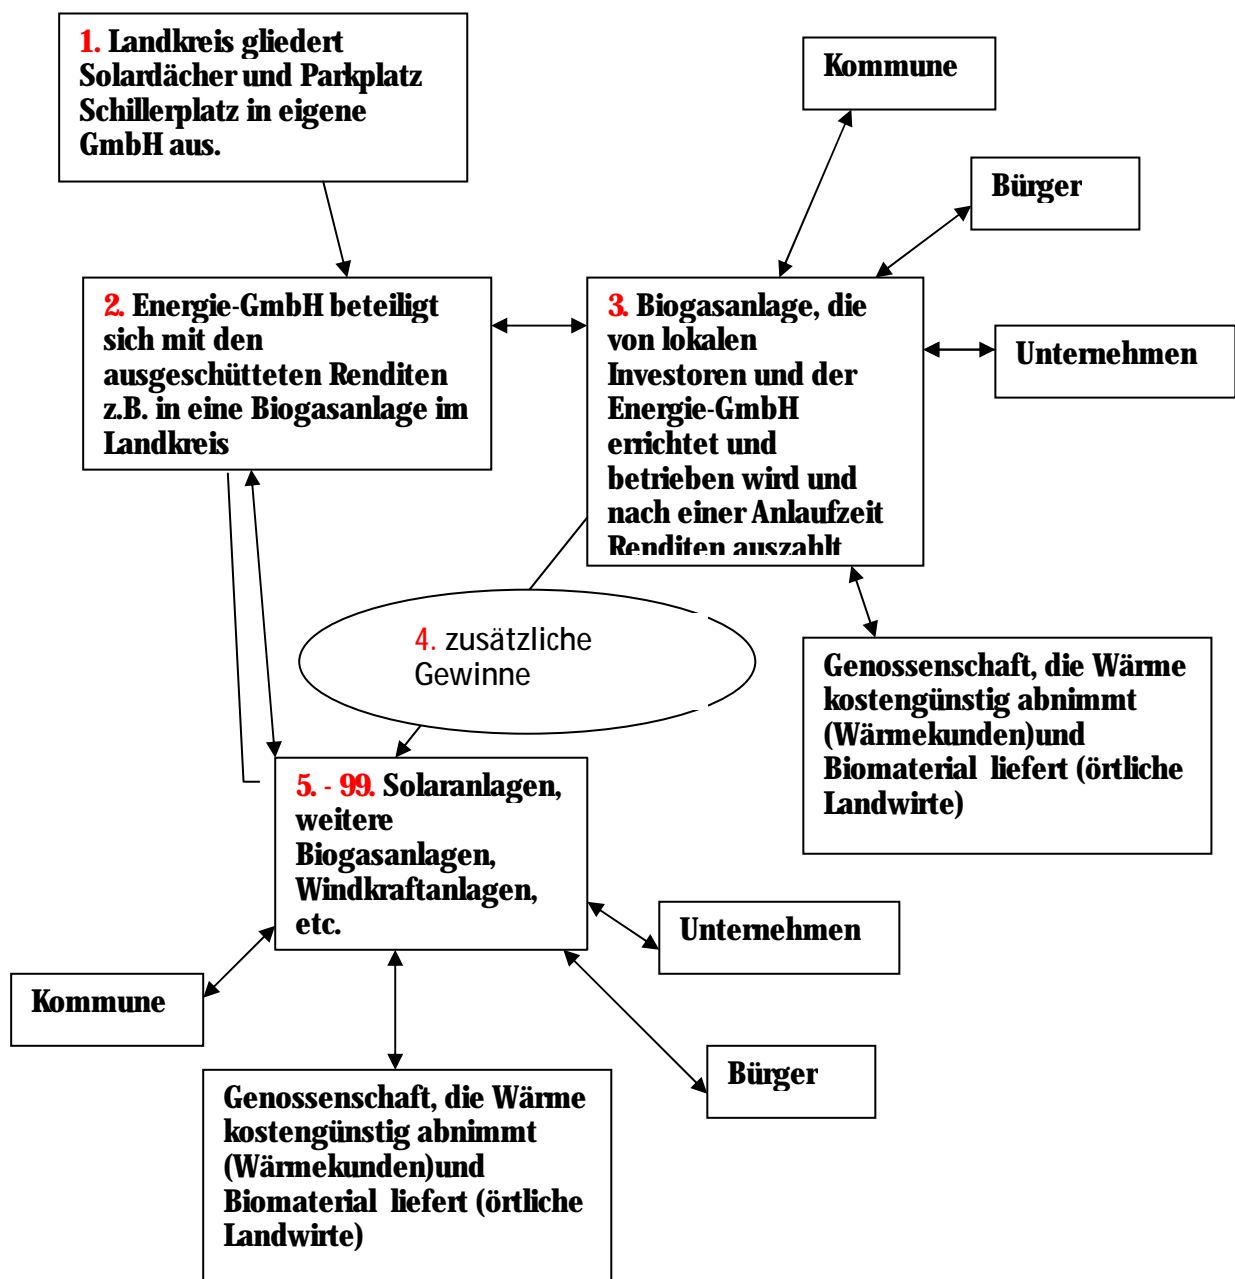 1. Landkreis gliedert
Solardächer und Parkplatz
Schillerplatz in eigene
GmbH aus.
Kommune
Bürger
2. Energie-GmbH beteiligt
sich mit den
ausgeschütteten Renditen
z.B. in eine Biogasanlage im
Landkreis
3. Biogasanlage, die
von lokalen
Investoren und der
Energie-GmbH
errichtet und
betrieben wird und
nach einer Anlaufzeit
Renditen auszahlt
Unternehmen
4. zusätzliche
Gewinne
Genossenschaft, die Wärme
kostengünstig abnimmt
(Wärmekunden)und
Biomaterial liefert (örtliche
Landwirte)
5. - 99. Solaranlagen,
weitere
Biogasanlagen,
Windkraftanlagen,
etc.
Unternehmen
Kommune
Bürger
Genossenschaft, die Wärme
kostengünstig abnimmt
(Wärmekunden)und
Biomaterial liefert (örtliche
Landwirte)